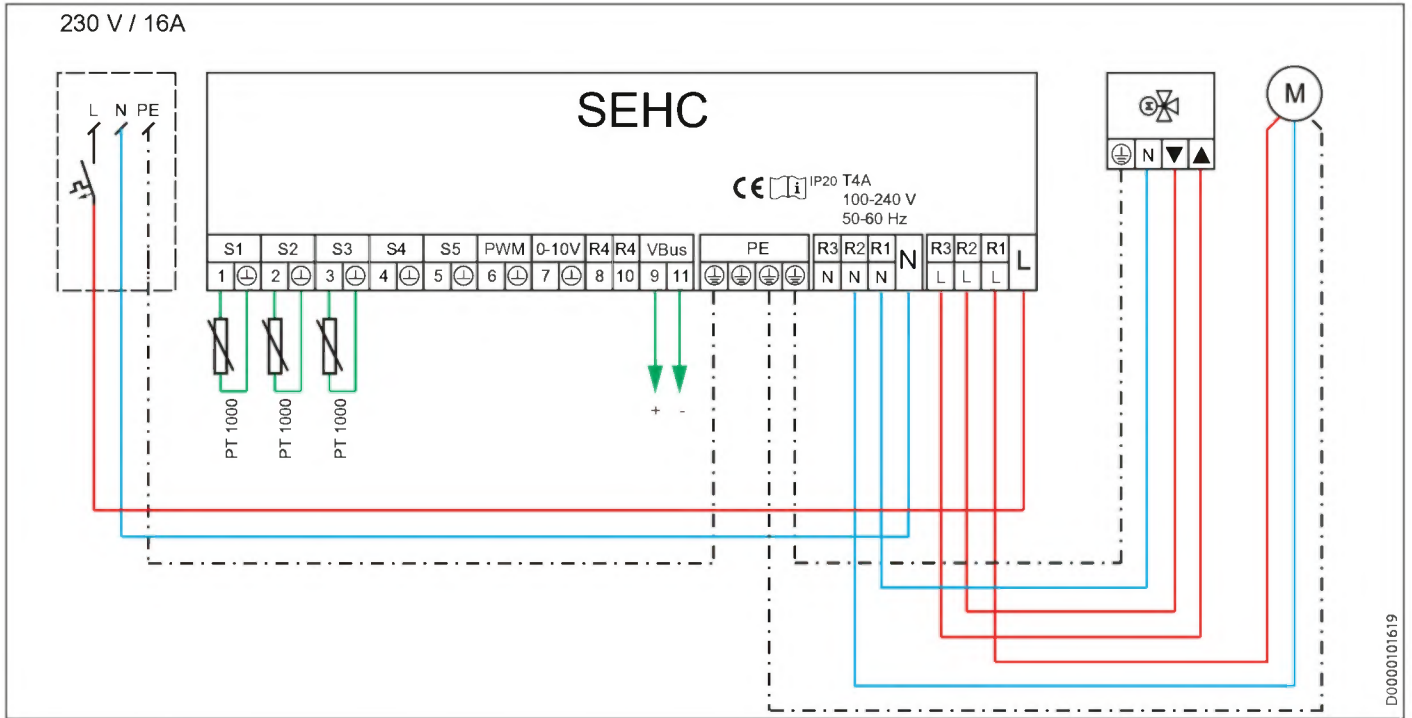 230 V / 16A
L N PE
SEHC
CE i IP20 T4A
100-240 V
50-60 Hz
S1 S2 S3 S4 S5 PWM 0-10V R4 R4 VBus PE R3 R2 R1 N R3 R2 R1 L
1 2 3 4 5 6 7 8 10 9 11 N N N L L L
PT 1000 PT 1000 PT 1000
+ -
N ▼ ▲
M
D0000101619